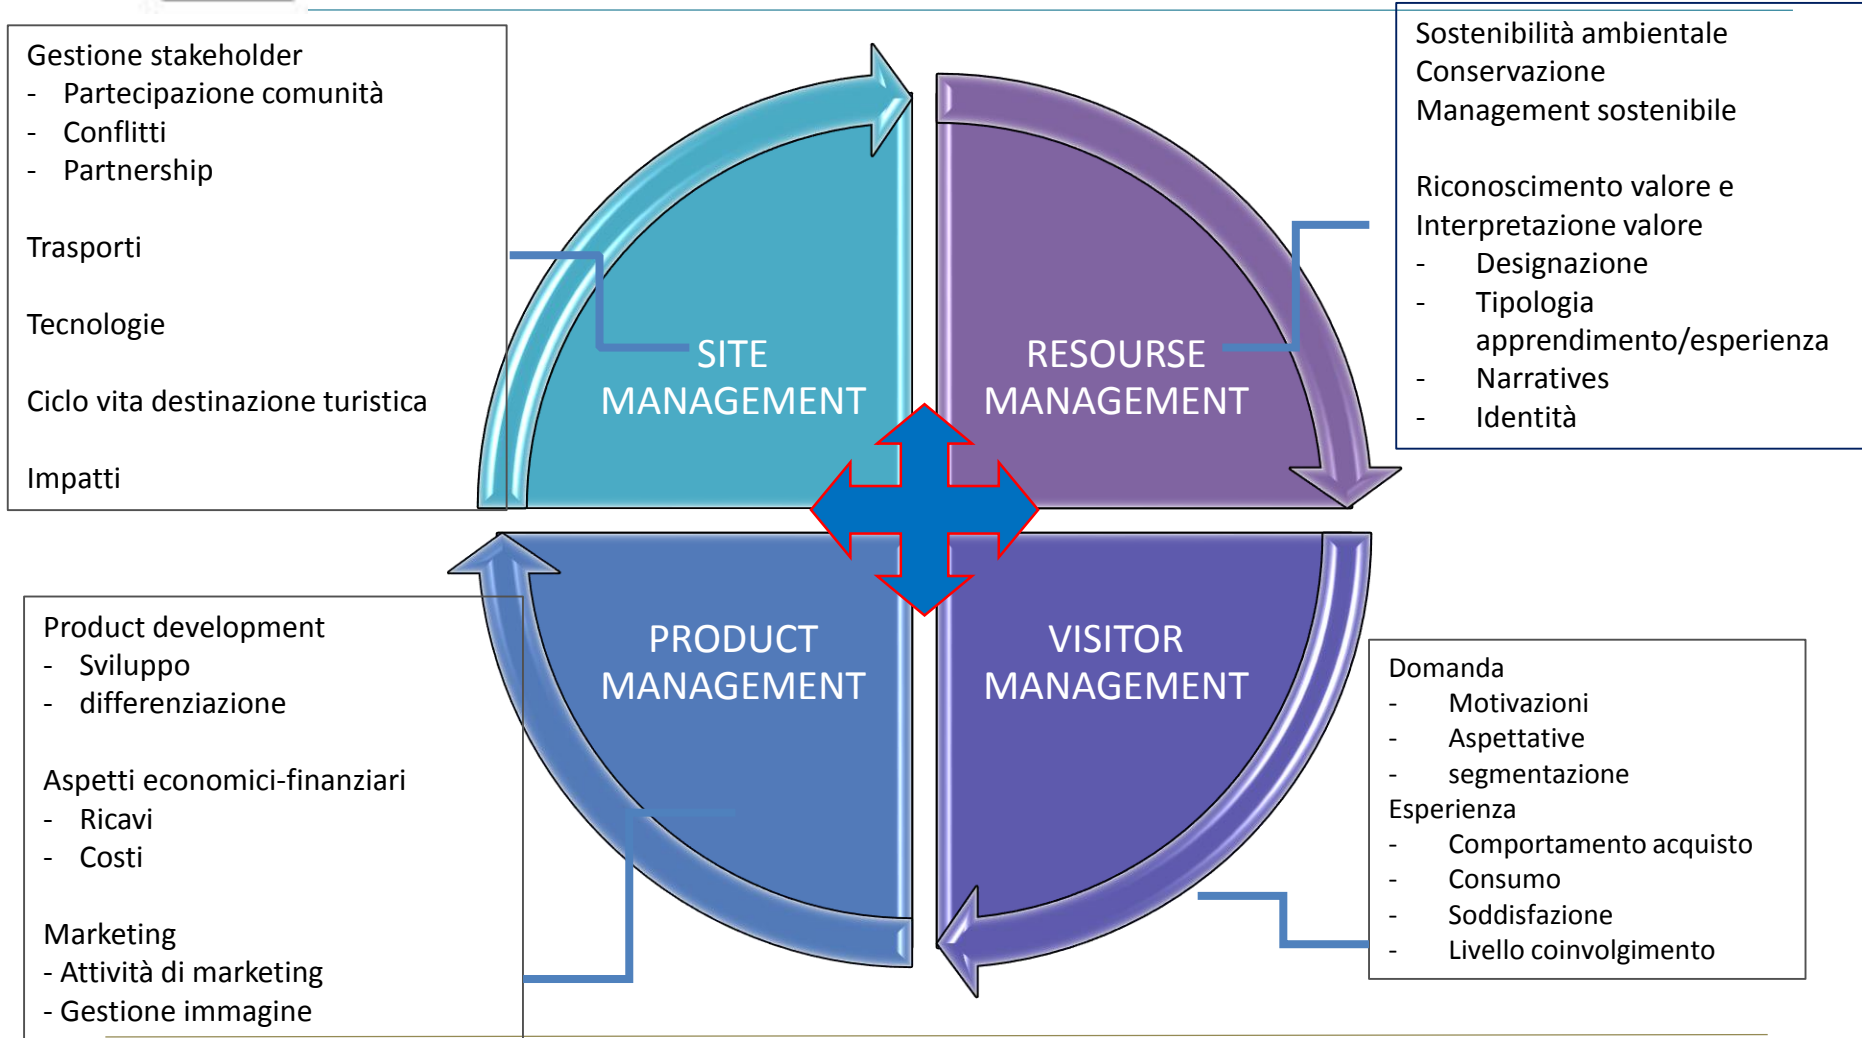 Gestione stakeholder
- Partecipazione comunità
- Conflitti
- Partnership
Trasporti
Tecnologie
Ciclo vita destinazione turistica
Impatti
Sostenibilità ambientale
Conservazione
Management sostenibile
Riconoscimento valore e
Interpretazione valore
- Designazione
- Tipologia
apprendimento/esperienza
- Narratives
- Identità
SITE
MANAGEMENT
RESOURSE
MANAGEMENT
PRODUCT
MANAGEMENT
VISITOR
MANAGEMENT
Product development
- Sviluppo
- differenziazione
Aspetti economici-finanziari
- Ricavi
- Costi
Marketing
- Attività di marketing
- Gestione immagine
Domanda
- Motivazioni
- Aspettative
- segmentazione
Esperienza
- Comportamento acquisto
- Consumo
- Soddisfazione
- Livello coinvolgimento